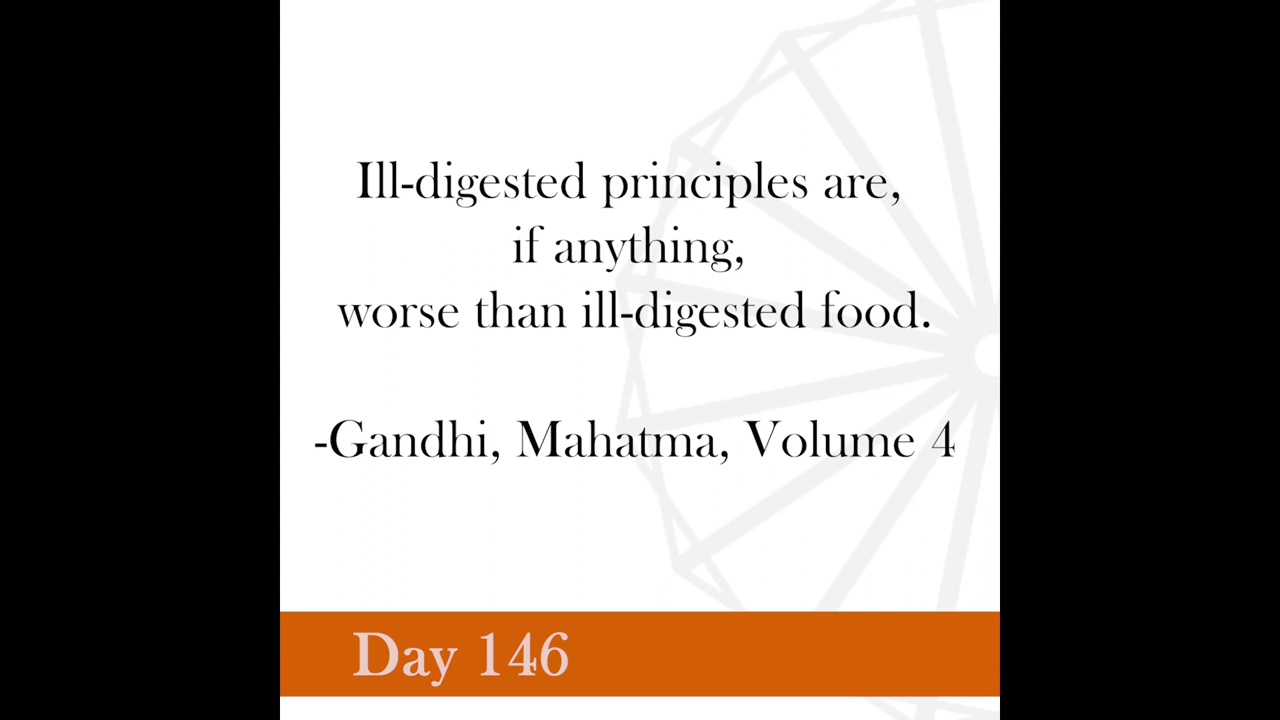 Ill-digested principles are,
if anything,
worse than ill-digested food.
-Gandhi, Mahatma, Volume 4
Day 146